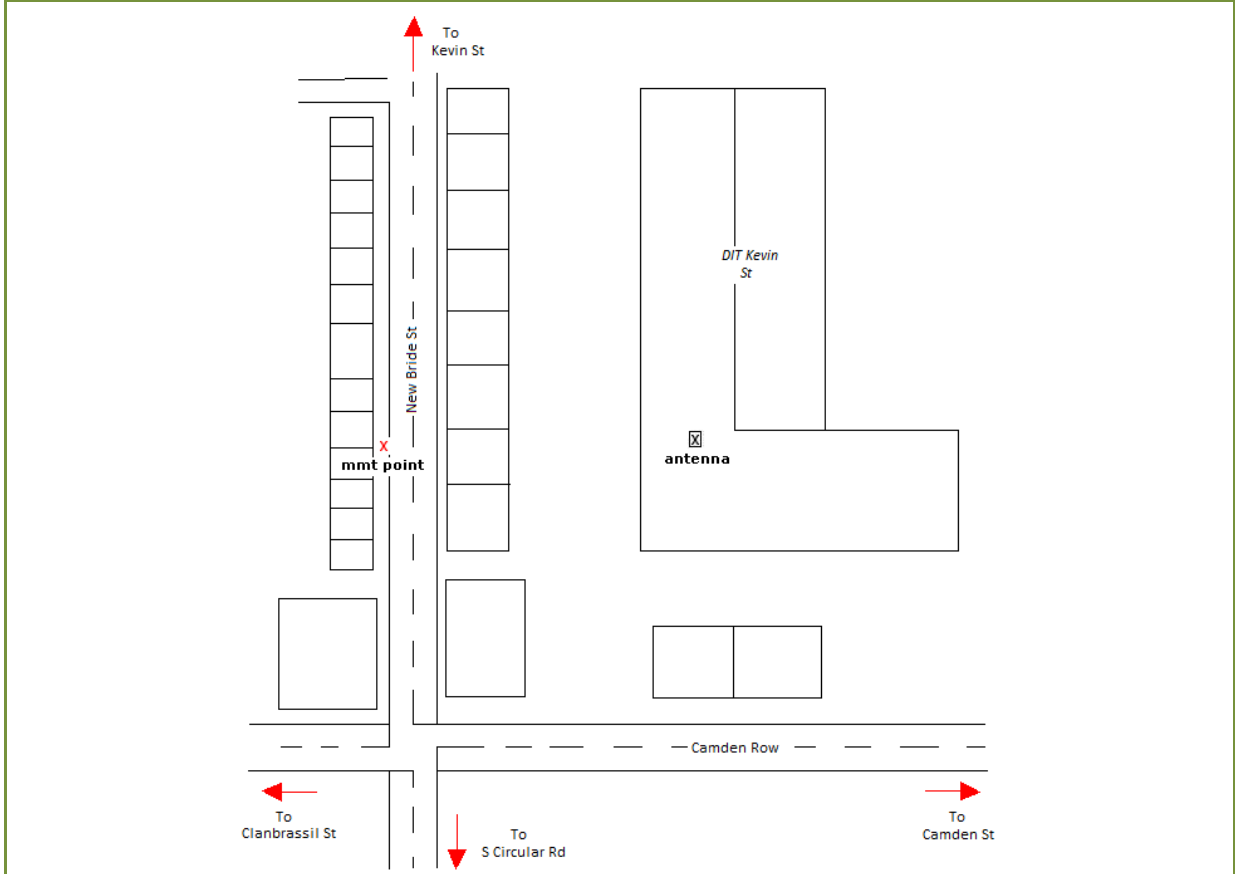 To
Kevin St
DIT Kevin
St
New Bride St
X
mmt point
X
antenna
Camden Row
To
Clanbrassil St
To
S Circular Rd
To
Camden St